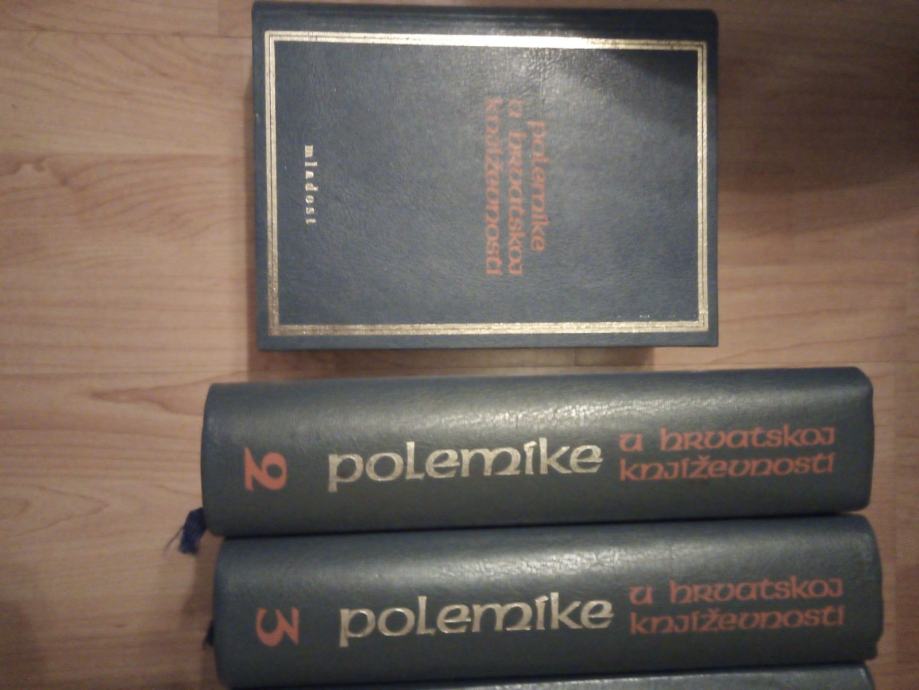 polemike
u hrvatskoj
književnosti
mladost
2
polemike
u hrvatskoj
književnosti
3
polemike
u hrvatskoj
književnosti